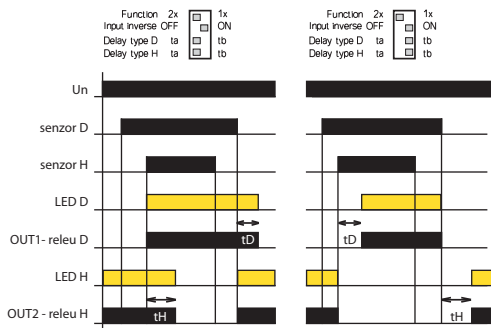 Function 2x 1x
Input Inverse OFF ON
Delay type D ta tb
Delay type H ta tb
Function 2x 1x
Input Inverse OFF ON
Delay type D ta tb
Delay type H ta tb
Un
senzor D
senzor H
LED D
OUT1- releu D tD tD
LED H
OUT2 - releu H tH tH